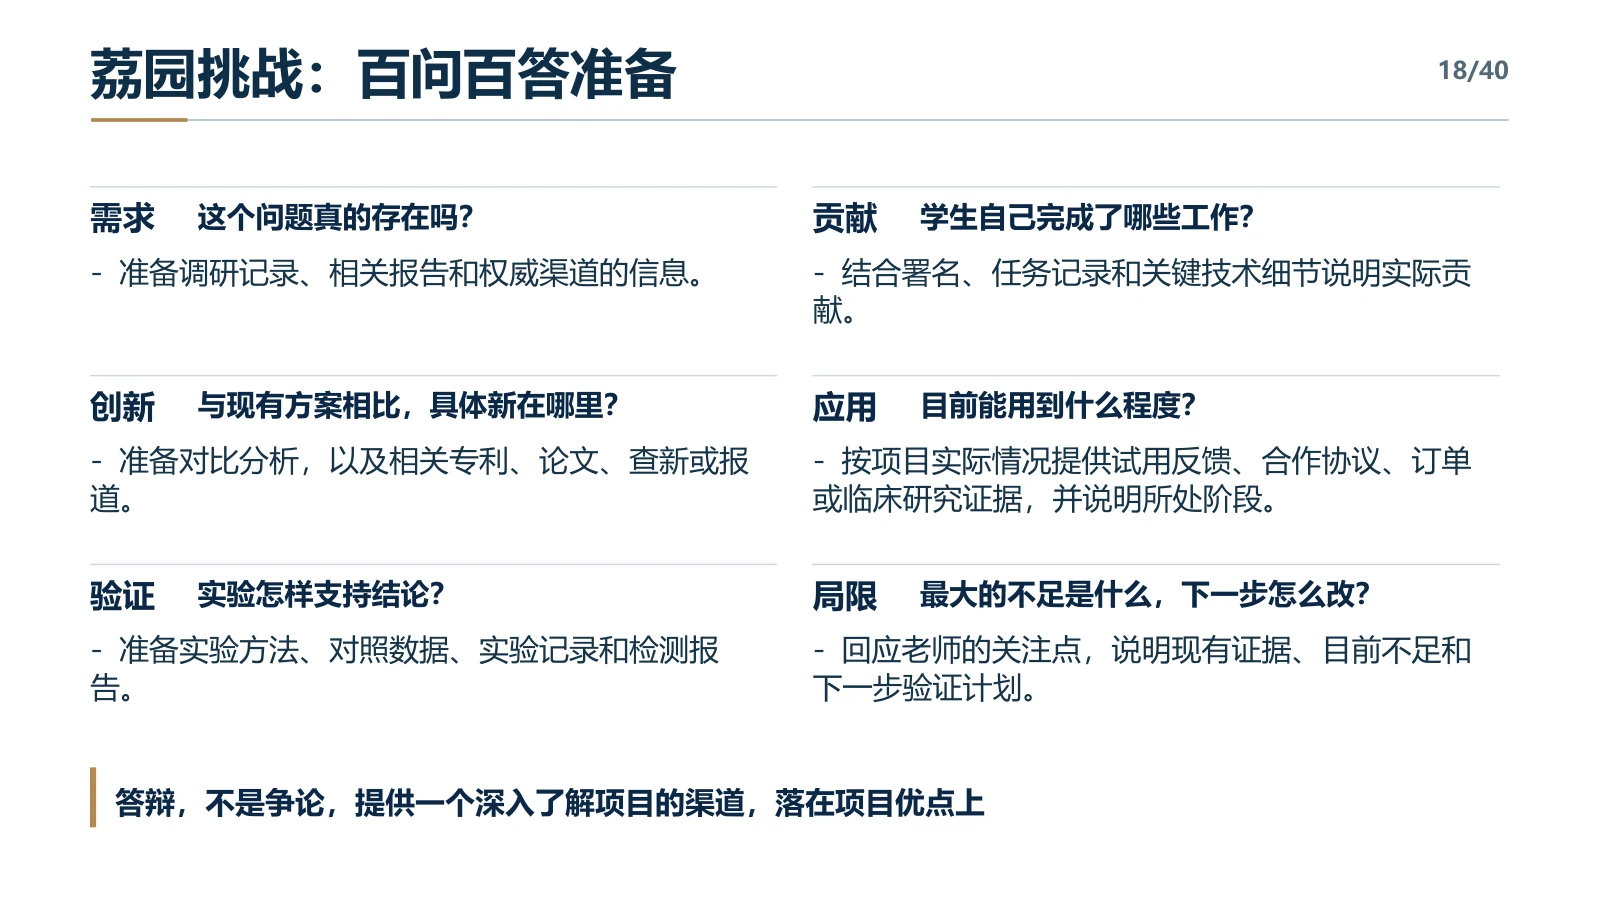 荔园挑战：百问百答准备
18/40
需求 这个问题真的存在吗？
- 准备调研记录、相关报告和权威渠道的信息。
创新 与现有方案相比，具体新在哪里？
- 准备对比分析，以及相关专利、论文、查新或报
道。
验证 实验怎样支持结论？
- 准备实验方法、对照数据、实验记录和检测报
告。
贡献 学生自己完成了哪些工作？
- 结合署名、任务记录和关键技术细节说明实际贡
献。
应用 目前能用到什么程度？
- 按项目实际情况提供试用反馈、合作协议、订单
或临床研究证据，并说明所处阶段。
局限 最大的不足是什么，下一步怎么改？
- 回应老师的关注点，说明现有证据、目前不足和
下一步验证计划。
答辩，不是争论，提供一个深入了解项目的渠道，落在项目优点上